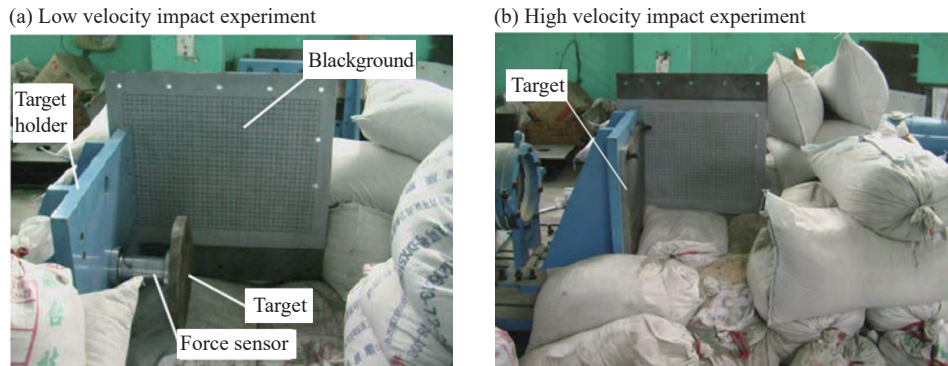 (a) Low velocity impact experiment
Blackground
Target
holder
Target
Force sensor
(b) High velocity impact experiment
Target